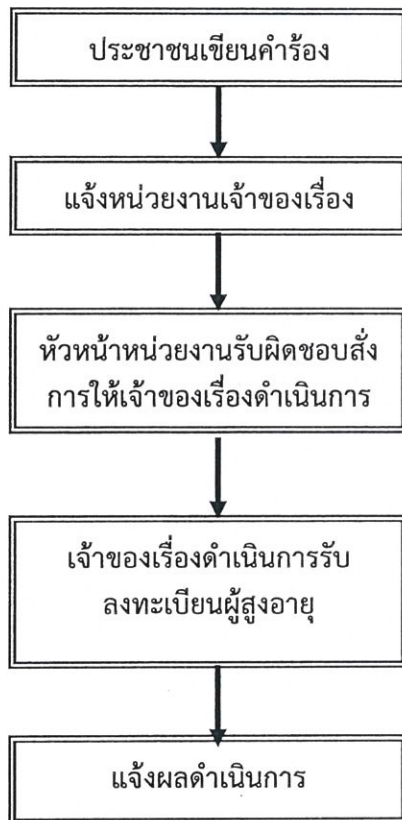 ประชาชนเขียนคำร้อง
แจ้งหน่วยงานเจ้าของเรื่อง
หัวหน้าหน่วยงานรับผิดชอบสั่ง
การให้เจ้าของเรื่องดำเนินการ
เจ้าของเรื่องดำเนินการรับ
ลงทะเบียนผู้สูงอายุ
แจ้งผลดำเนินการ